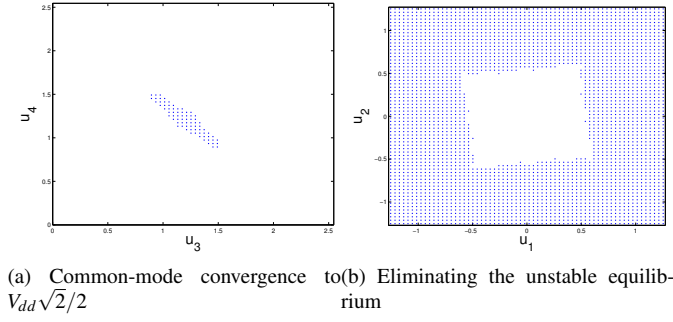 2.5
2
1.5
1
0.5
0
u₄
0 0.5 1 1.5 2 2.5
u₃
1
0.5
0
−0.5
−1
u₂
−1 −0.5 0 0.5 1
u₁
(a) Common-mode convergence to
V_{dd}√2/2
(b) Eliminating the unstable equilib-
rium